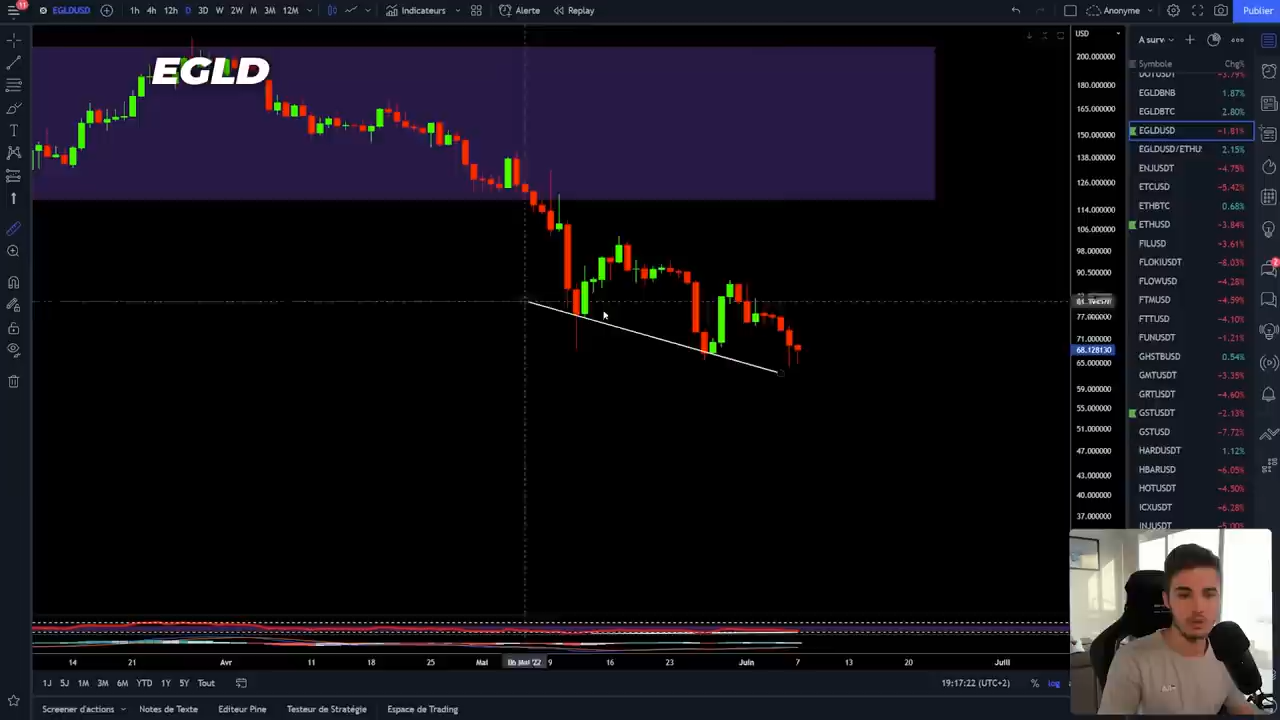 11
EGLDUSD
1h 4h 12h D 3D W 2W M 3M 12M
Indicateurs
Alerte
Replay
Anonyme
Publier
EGLD
USD
200.000000
180.000000
165.000000
150.000000
138.000000
126.000000
114.000000
106.000000
98.000000
90.500000
77.000000
71.000000
68.128130
65.000000
59.000000
55.000000
51.000000
47.000000
43.000000
40.000000
37.000000
A surv
Symbole Chg%
DOTUSDT -3.79%
EGLDBNB 1.87%
EGLDBTC 2.80%
EGLDUSD -1.81%
EGLDUSD/ETHU 2.15%
ENJUSDT -4.75%
ETCUSD -5.42%
ETHBTC 0.68%
ETHUSD -3.84%
FILUSD -3.61%
FLOKIUSDT -8.03%
FLOWUSD -4.28%
FTMUSD -4.59%
FTTUSD -4.10%
FUNUSDT -1.21%
GHSTBUSD 0.54%
GMTUSDT -3.35%
GRTUSDT -4.60%
GSTUSDT -2.13%
GSTUSD -7.72%
HARDUSDT 1.12%
HBARUSD -6.05%
HOTUSDT -4.50%
ICXUSDT -6.28%
INJUSDT -5.00%
14 21 Avr 11 18 25 Mai 06 Mai '22 9 16 23 Juin 7 13 20 Juill
1J 5J 1M 3M 6M YTD 1Y 5Y Tout
19:17:22 (UTC+2) % log
Screener d'actions
Notes de Texte
Editeur Pine
Testeur de Stratégie
Espace de Trading